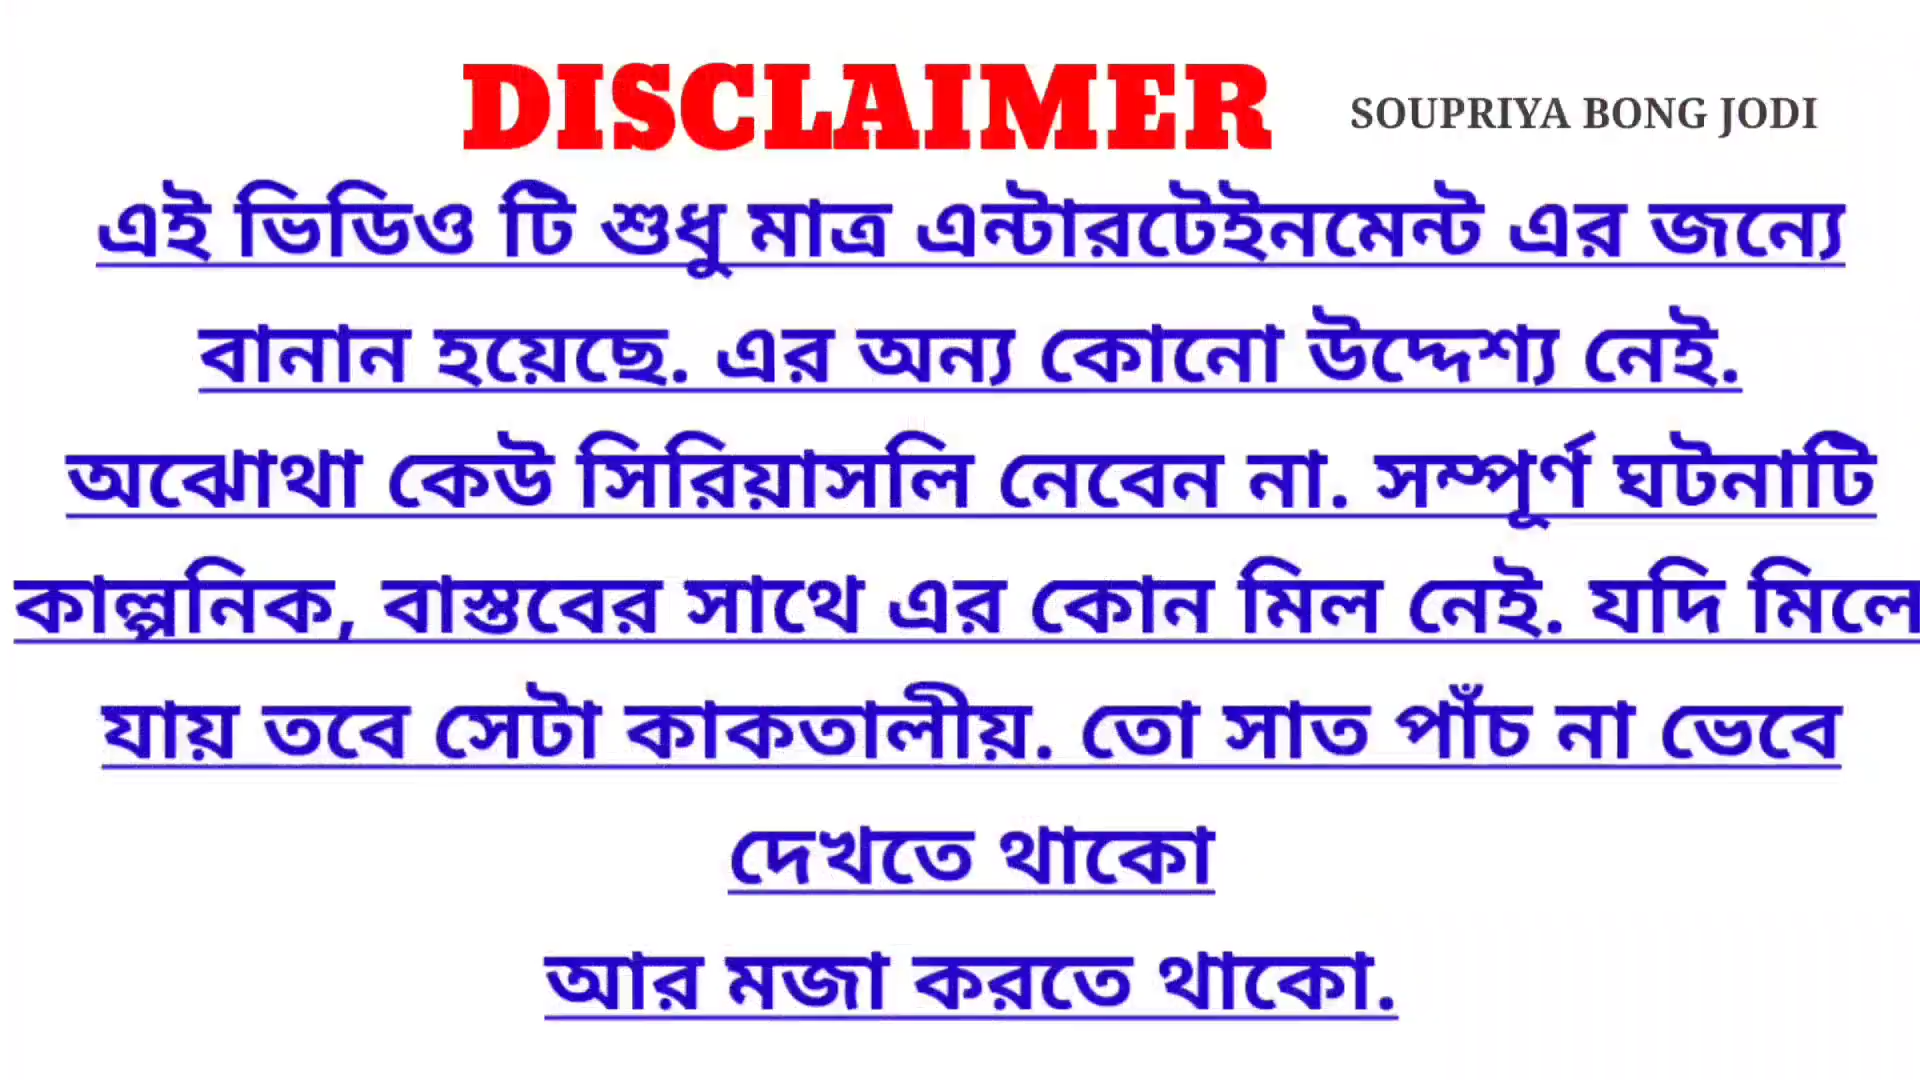 DISCLAIMER SOUPRIYA BONG JODI
এই ভিডিও টি শুধু মাত্র এন্টারটেইনমেন্ট এর জন্যে
বানান হয়েছে. এর অন্য কোনো উদ্দেশ্য নেই.
অঝোথা কেউ সিরিয়াসলি নেবেন না. সম্পূর্ণ ঘটনাটি
কাল্পনিক, বাস্তবের সাথে এর কোন মিল নেই. যদি মিলে
যায় তবে সেটা কাকতালীয়. তো সাত পাঁচ না ভেবে
দেখতে থাকো
আর মজা করতে থাকো.